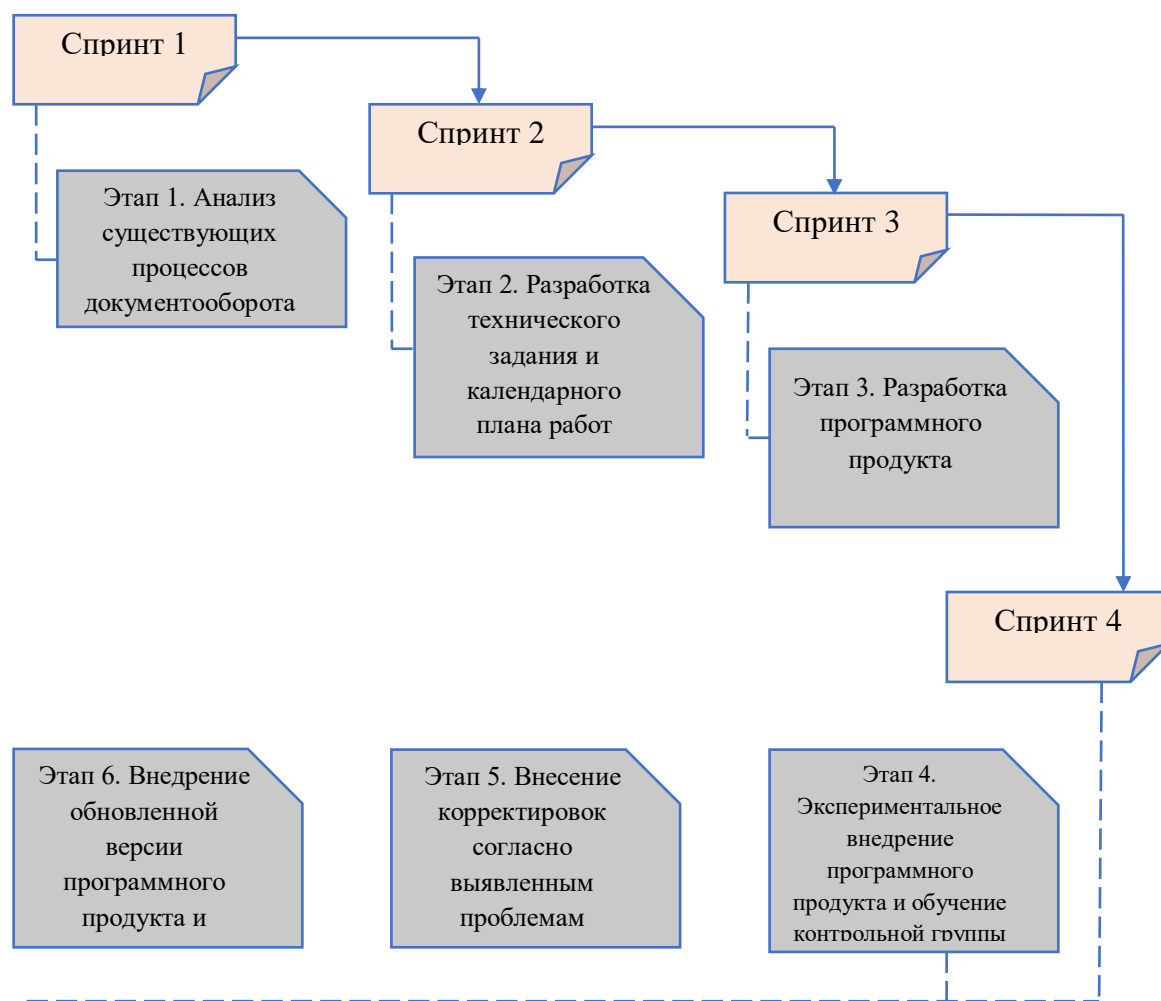 Спринт 1
Спринт 2
Этап 1. Анализ
существующих
процессов
документооборота
Спринт 3
Этап 2. Разработка
технического
задания и
календарного
плана работ
Этап 3. Разработка
программного
продукта
Спринт 4
Этап 6. Внедрение
обновленной
версии
программного
продукта и
Этап 5. Внесение
корректировок
согласно
выявленным
проблемам
Этап 4.
Экспериментальное
внедрение
программного
продукта и обучение
контрольной группы